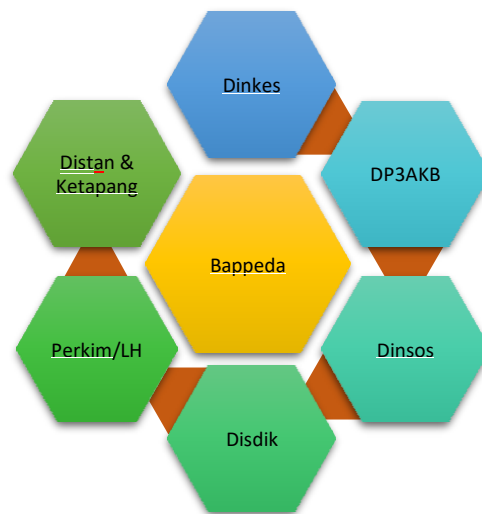 Dinkes
DP3AKB
Distan &
Ketapang
Bappeda
Perkim/LH
Dinsos
Disdik